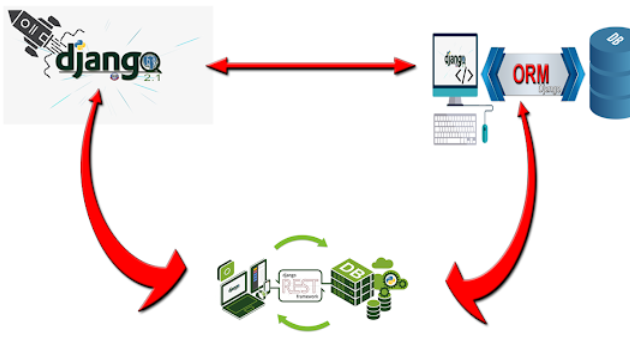 django
2.1
django
</>
ORM
Django
DB
django
REST
framework
DB